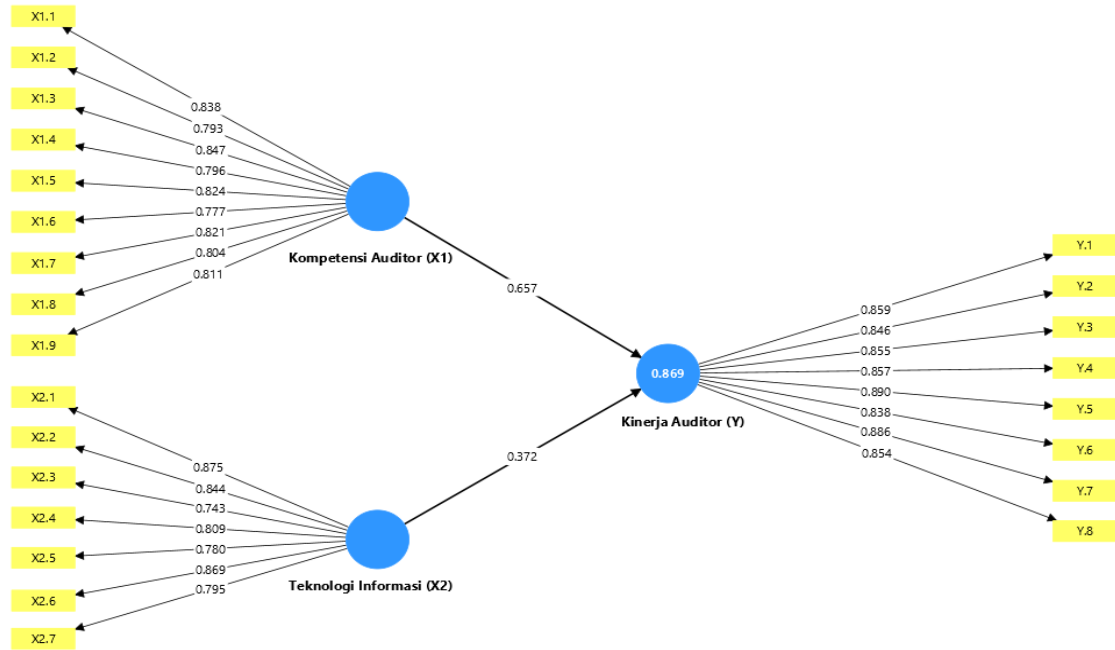 X1.1
X1.2
X1.3
X1.4
X1.5
X1.6
X1.7
X1.8
X1.9
0.838
0.793
0.847
0.796
0.824
0.777
0.821
0.804
0.811
Kompetensi Auditor (X1)
0.657
X2.1
X2.2
X2.3
X2.4
X2.5
X2.6
X2.7
0.875
0.844
0.743
0.809
0.780
0.869
0.795
Teknologi Informasi (X2)
0.372
0.869
Kinerja Auditor (Y)
0.859
0.846
0.855
0.857
0.890
0.838
0.886
0.854
Y.1
Y.2
Y.3
Y.4
Y.5
Y.6
Y.7
Y.8